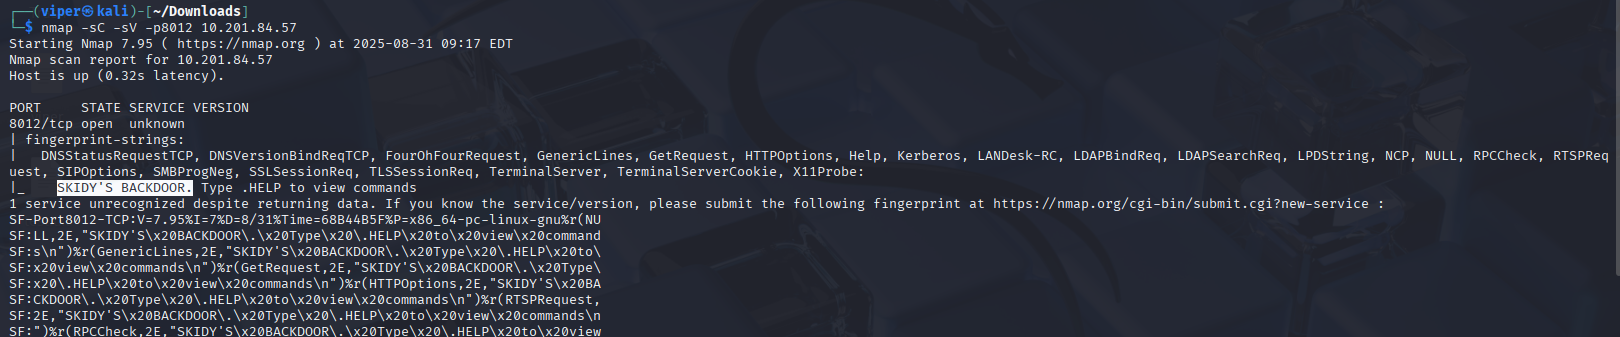 ┌──(viper㉿kali)-[~/Downloads]
└─$ nmap -sC -sV -p8012 10.201.84.57
Starting Nmap 7.95 ( https://nmap.org ) at 2025-08-31 09:17 EDT
Nmap scan report for 10.201.84.57
Host is up (0.32s latency).

PORT     STATE SERVICE VERSION
8012/tcp open  unknown
| fingerprint-strings:
|   DNSStatusRequestTCP, DNSVersionBindReqTCP, FourOhFourRequest, GenericLines, GetRequest, HTTPOptions, Help, Kerberos, LANDesk-RC, LDAPBindReq, LDAPSearchReq, LPDString, NCP, NULL, RPCCheck, RTSPReq
uest, SIPOptions, SMBProgNeg, SSLSessionReq, TLSSessionReq, TerminalServer, TerminalServerCookie, X11Probe:
|_    SKIDY'S BACKDOOR. Type .HELP to view commands
1 service unrecognized despite returning data. If you know the service/version, please submit the following fingerprint at https://nmap.org/cgi-bin/submit.cgi?new-service :
SF-Port8012-TCP:V=7.95%I=7%D=8/31%Time=68B44B5F%P=x86_64-pc-linux-gnu%r(NU
SF:LL,2E,"SKIDY'S\x20BACKDOOR\.\x20Type\x20\.HELP\x20to\x20view\x20command
SF:s\n")%r(GenericLines,2E,"SKIDY'S\x20BACKDOOR\.\x20Type\x20\.HELP\x20to\
SF:x20view\x20commands\n")%r(GetRequest,2E,"SKIDY'S\x20BACKDOOR\.\x20Type\
SF:x20\.HELP\x20to\x20view\x20commands\n")%r(HTTPOptions,2E,"SKIDY'S\x20BA
SF:CKDOOR\.\x20Type\x20\.HELP\x20to\x20view\x20commands\n")%r(RTSPRequest,
SF:2E,"SKIDY'S\x20BACKDOOR\.\x20Type\x20\.HELP\x20to\x20view\x20commands\n
SF:")%r(RPCCheck,2E,"SKIDY'S\x20BACKDOOR\.\x20Type\x20\.HELP\x20to\x20view